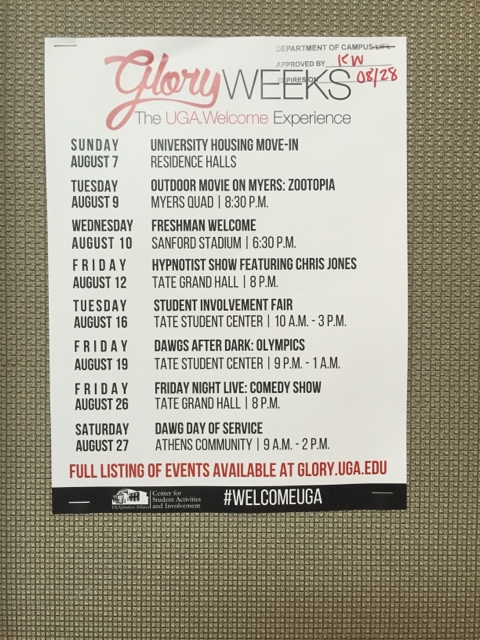 DEPARTMENT OF CAMPUS LIFE
APPROVED BY KW
EXPIRES ON 08/28
Glory WEEKS
The UGA.Welcome Experience
SUNDAY UNIVERSITY HOUSING MOVE-IN
AUGUST 7 RESIDENCE HALLS
TUESDAY OUTDOOR MOVIE ON MYERS: ZOOTOPIA
AUGUST 9 MYERS QUAD | 8:30 P.M.
WEDNESDAY FRESHMAN WELCOME
AUGUST 10 SANFORD STADIUM | 6:30 P.M.
FRIDAY HYPNOTIST SHOW FEATURING CHRIS JONES
AUGUST 12 TATE GRAND HALL | 8 P.M.
TUESDAY STUDENT INVOLVEMENT FAIR
AUGUST 16 TATE STUDENT CENTER | 10 A.M. - 3 P.M.
FRIDAY DAWGS AFTER DARK: OLYMPICS
AUGUST 19 TATE STUDENT CENTER | 9 P.M. - 1 A.M.
FRIDAY FRIDAY NIGHT LIVE: COMEDY SHOW
AUGUST 26 TATE GRAND HALL | 8 P.M.
SATURDAY DAWG DAY OF SERVICE
AUGUST 27 ATHENS COMMUNITY | 9 A.M. - 2 P.M.
FULL LISTING OF EVENTS AVAILABLE AT GLORY.UGA.EDU
Center for
Student Activities
and Involvement
#WELCOMEUGA